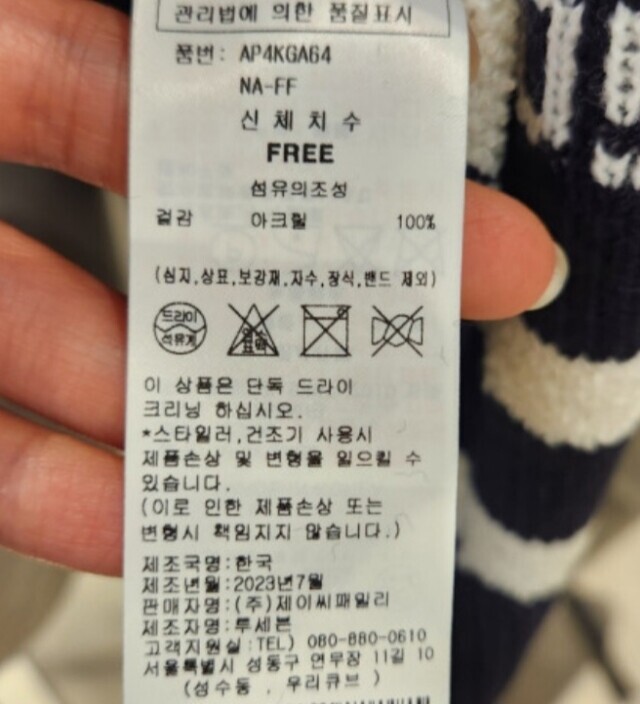 관리법에 의한 품질표시
품번: AP4KGA64
NA-FF
신체치수
FREE
섬유의조성
겉감 아크릴 100%
(심지,상표,보강재,자수,장식,밴드 제외)
드라이
석유계
염소
표백
이 상품은 단독 드라이
크리닝 하십시오.
*스타일러,건조기 사용시
제품손상 및 변형을 일으킬 수
있습니다.
(이로 인한 제품손상 또는
변형시 책임지지 않습니다.)
제조국명:한국
제조년월:2023년7월
판매자명:(주)제이씨패밀리
제조자명:루세븐
고객지원실:TEL) 080-880-0610
서울특별시 성동구 연무장 11길 10
(성수동 , 우리큐브 )